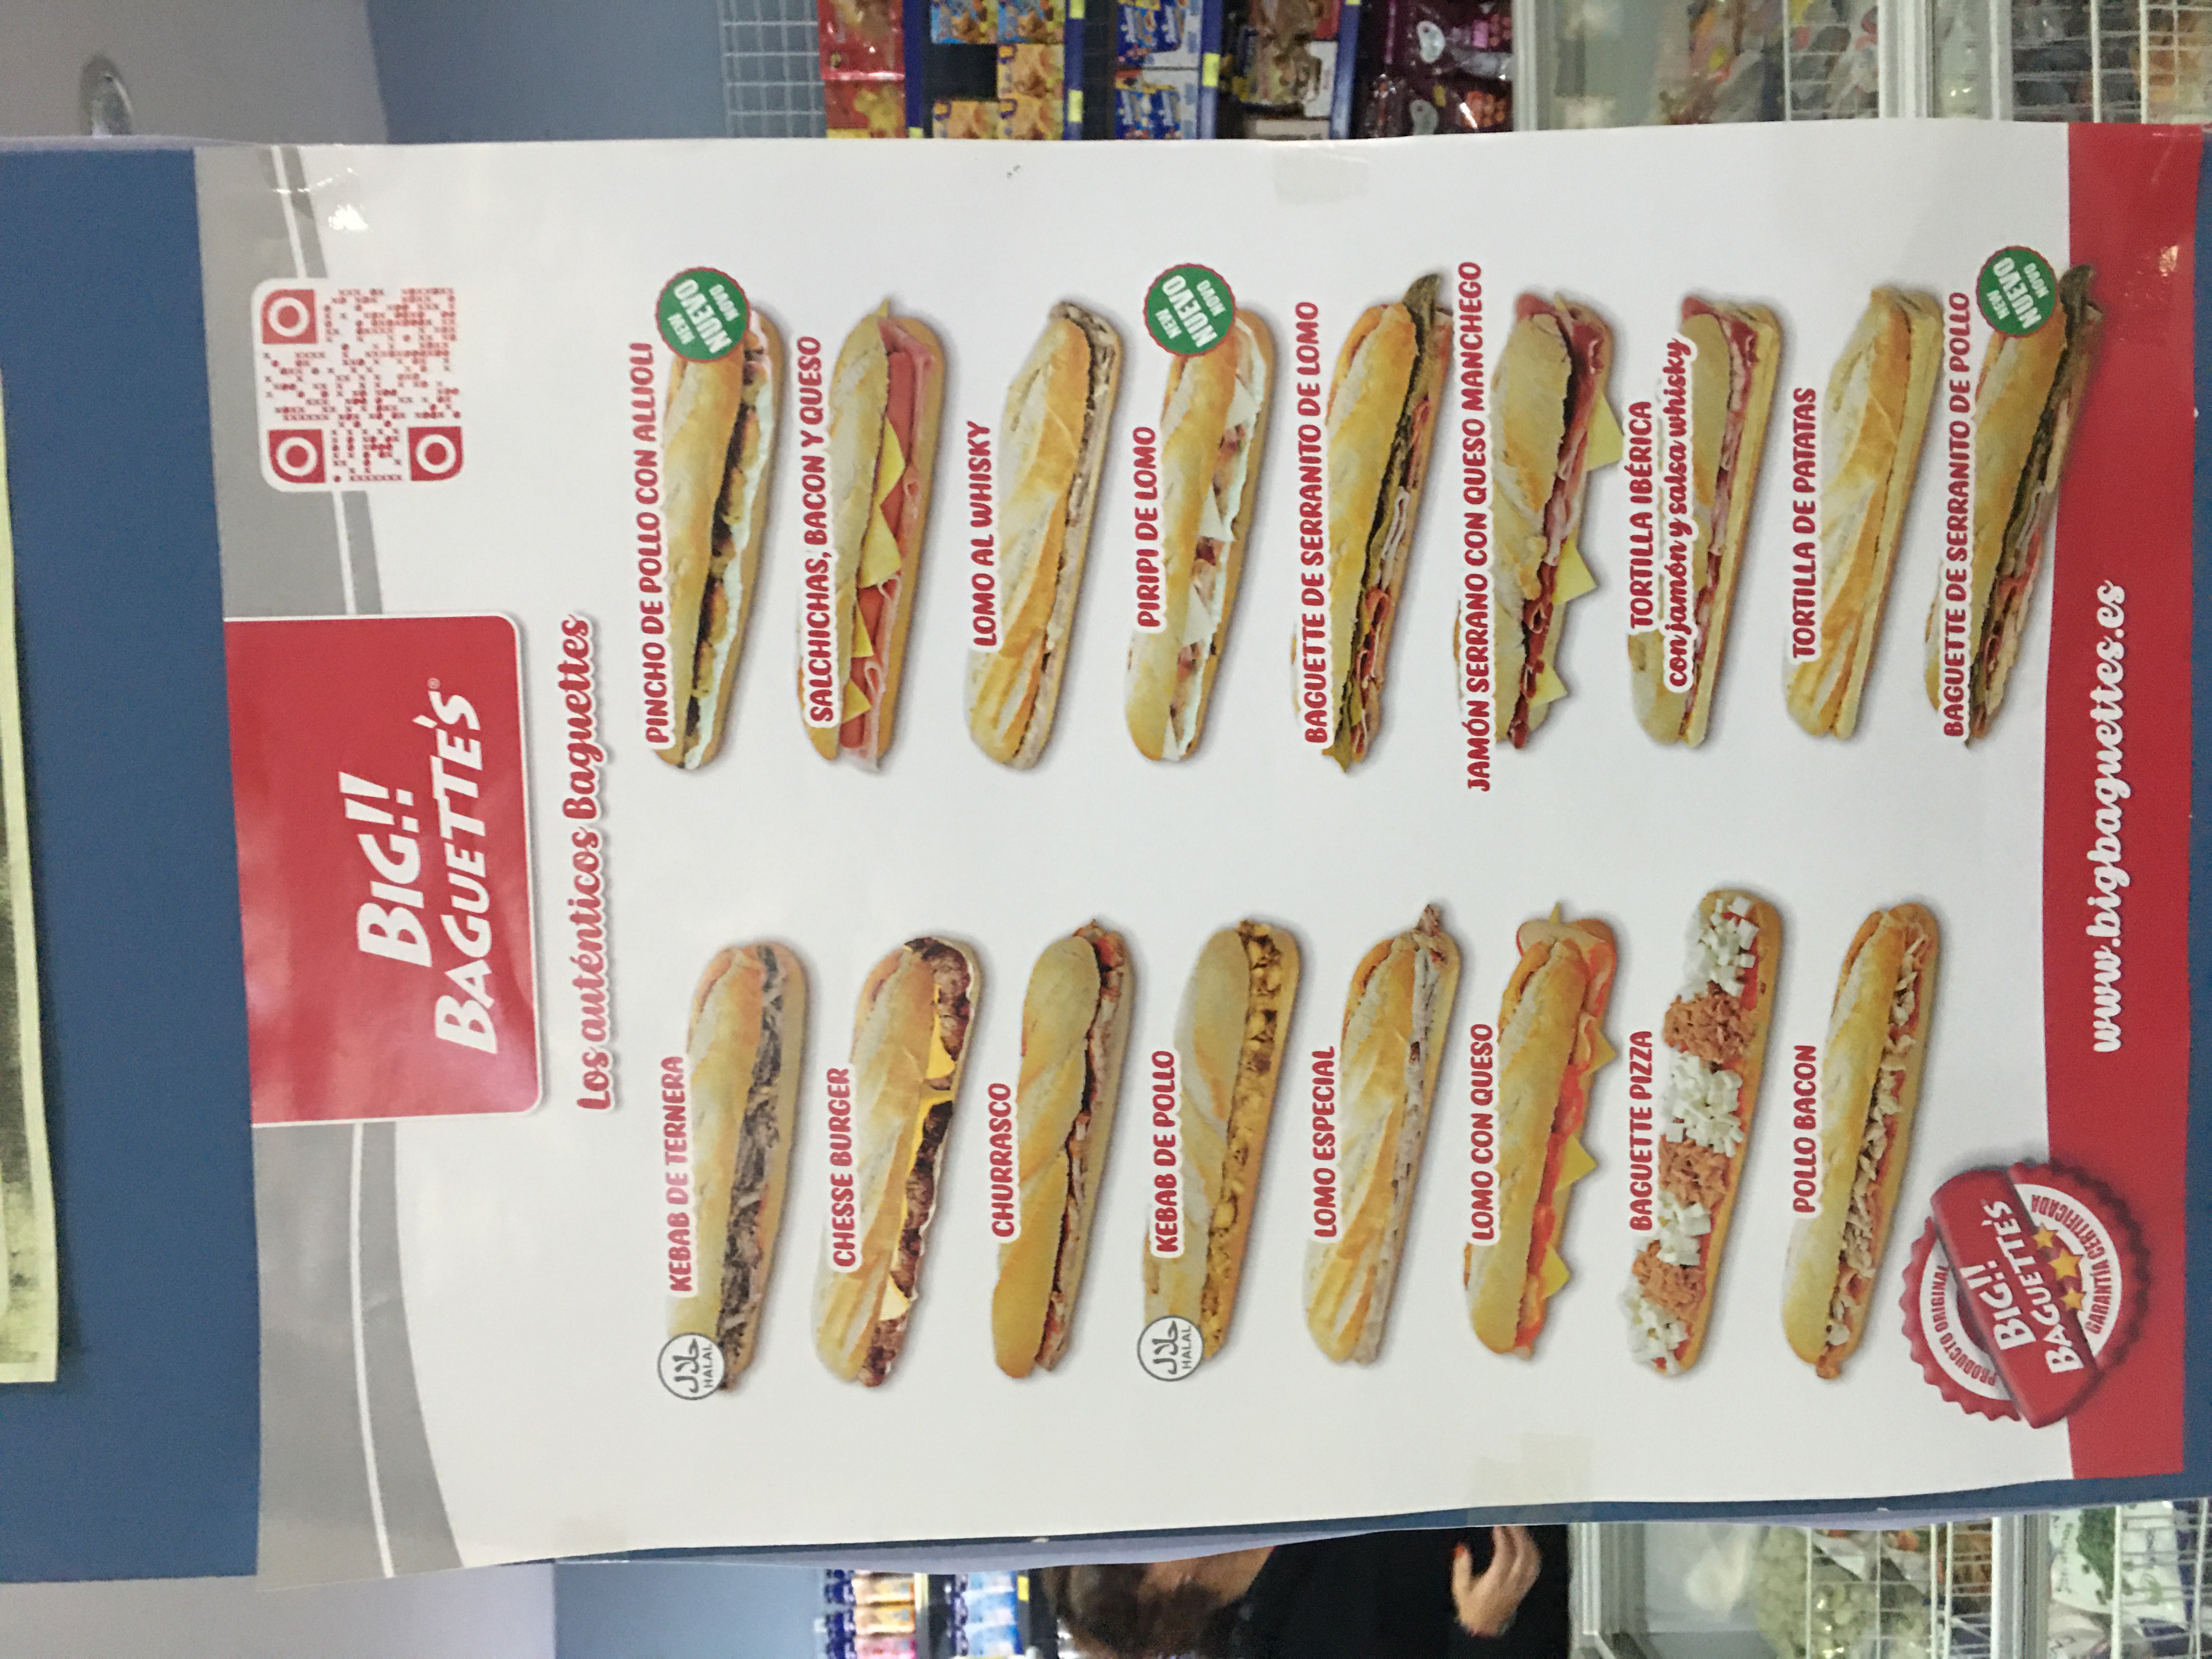 BIG!!
BAGUETTE'S®
Los auténticos Baguettes
حلال
HALAL
KEBAB DE TERNERA
CHESSE BURGER
CHURRASCO
حلال
HALAL
KEBAB DE POLLO
LOMO ESPECIAL
LOMO CON QUESO
BAGUETTE PIZZA
POLLO BACON
PINCHO DE POLLO CON ALLIOLI
NEW
NUEVO
NOVO
SALCHICHAS, BACON Y QUESO
LOMO AL WHISKY
PIRIPI DE LOMO
NEW
NUEVO
NOVO
BAGUETTE DE SERRANITO DE LOMO
JAMÓN SERRANO CON QUESO MANCHEGO
TORTILLA IBÉRICA
con jamón y salsa whisky
TORTILLA DE PATATAS
BAGUETTE DE SERRANITO DE POLLO
NEW
NUEVO
NOVO
PRODUCTO ORIGINAL
BIG!!
BAGUETTE'S
GARANTÍA CERTIFICADA
www.bigbaguettes.es